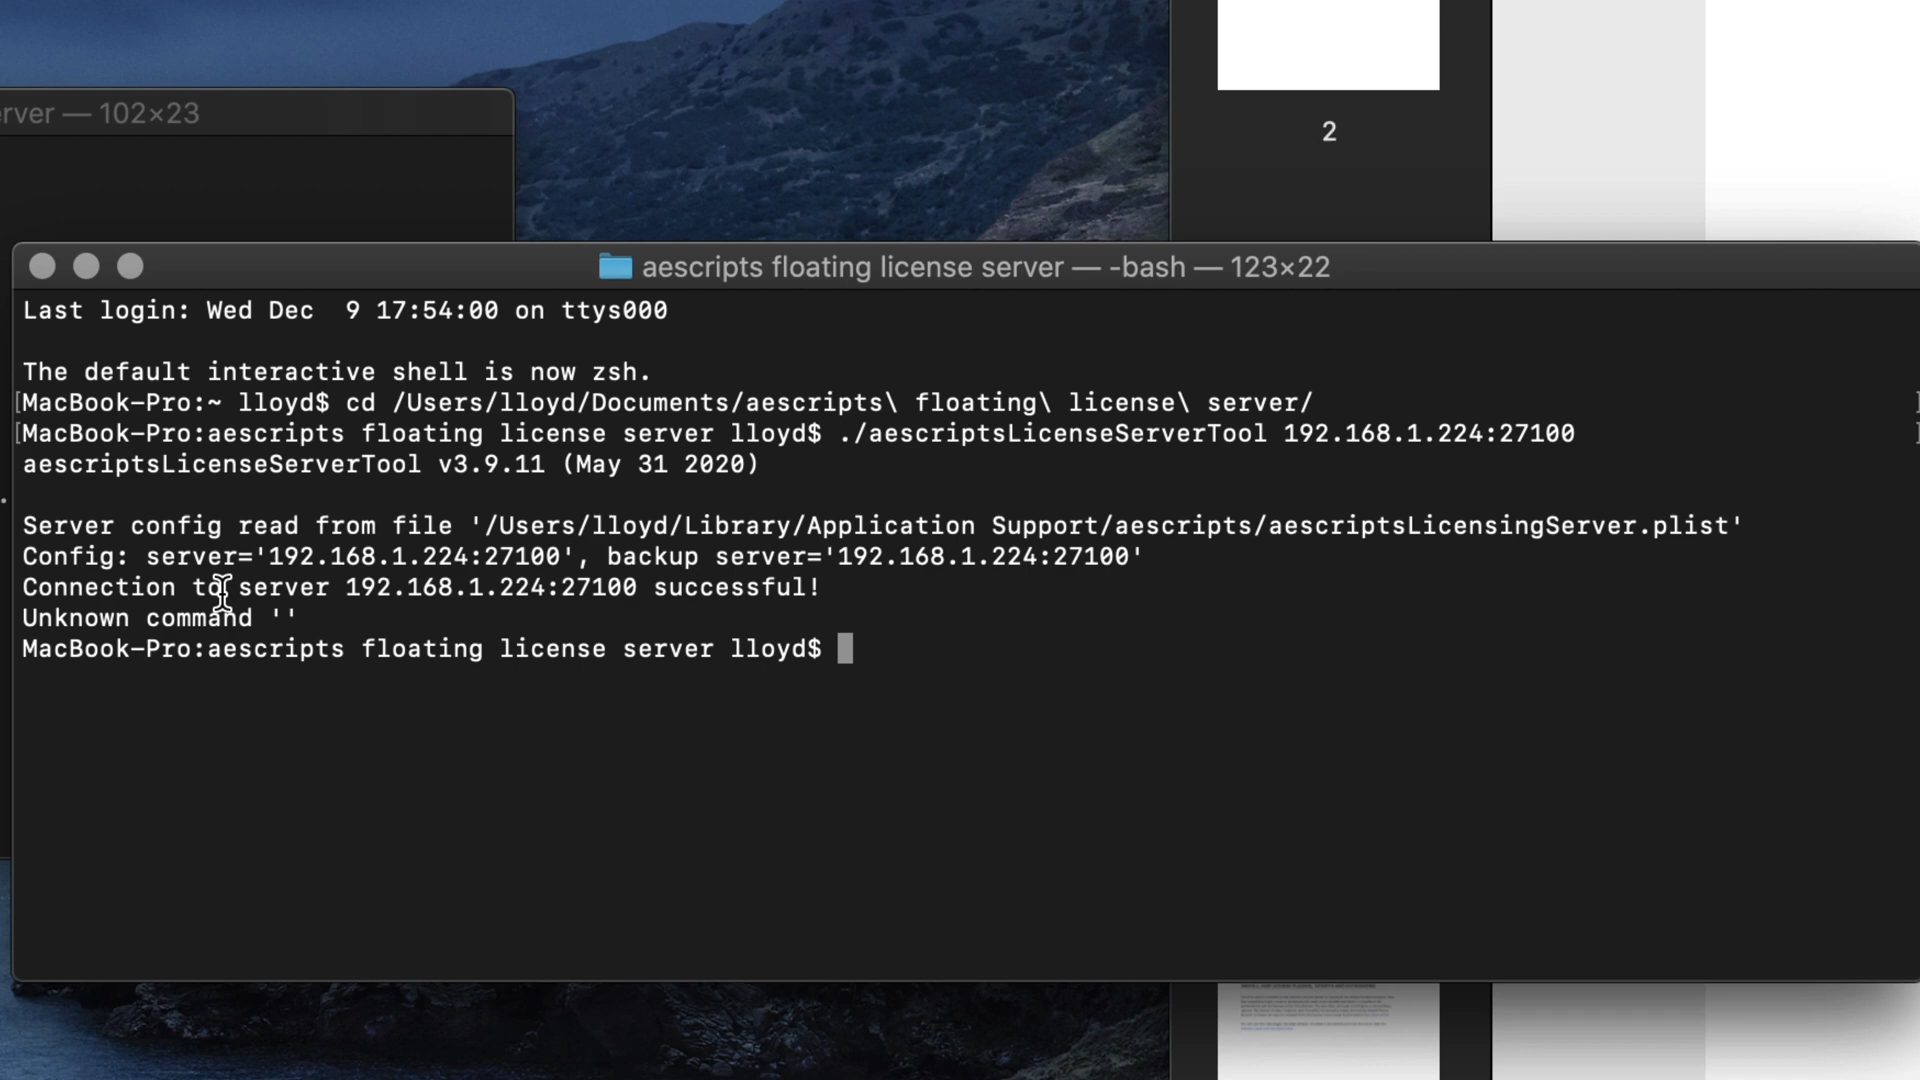 erver — 102×23
2
aescripts floating license server — -bash — 123×22
Last login: Wed Dec  9 17:54:00 on ttys000
The default interactive shell is now zsh.
[MacBook-Pro:~ lloyd$ cd /Users/lloyd/Documents/aescripts\ floating\ license\ server/ ]
[MacBook-Pro:aescripts floating license server lloyd$ ./aescriptsLicenseServerTool 192.168.1.224:27100 ]
aescriptsLicenseServerTool v3.9.11 (May 31 2020)
Server config read from file '/Users/lloyd/Library/Application Support/aescripts/aescriptsLicensingServer.plist'
Config: server='192.168.1.224:27100', backup server='192.168.1.224:27100'
Connection to server 192.168.1.224:27100 successful!
Unknown command ''
MacBook-Pro:aescripts floating license server lloyd$